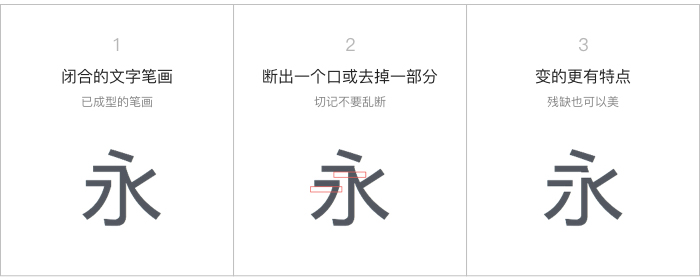 1
闭合的文字笔画
已成型的笔画
永
2
断出一个口或去掉一部分
切记不要乱断
永
3
变的更有特点
残缺也可以美
永